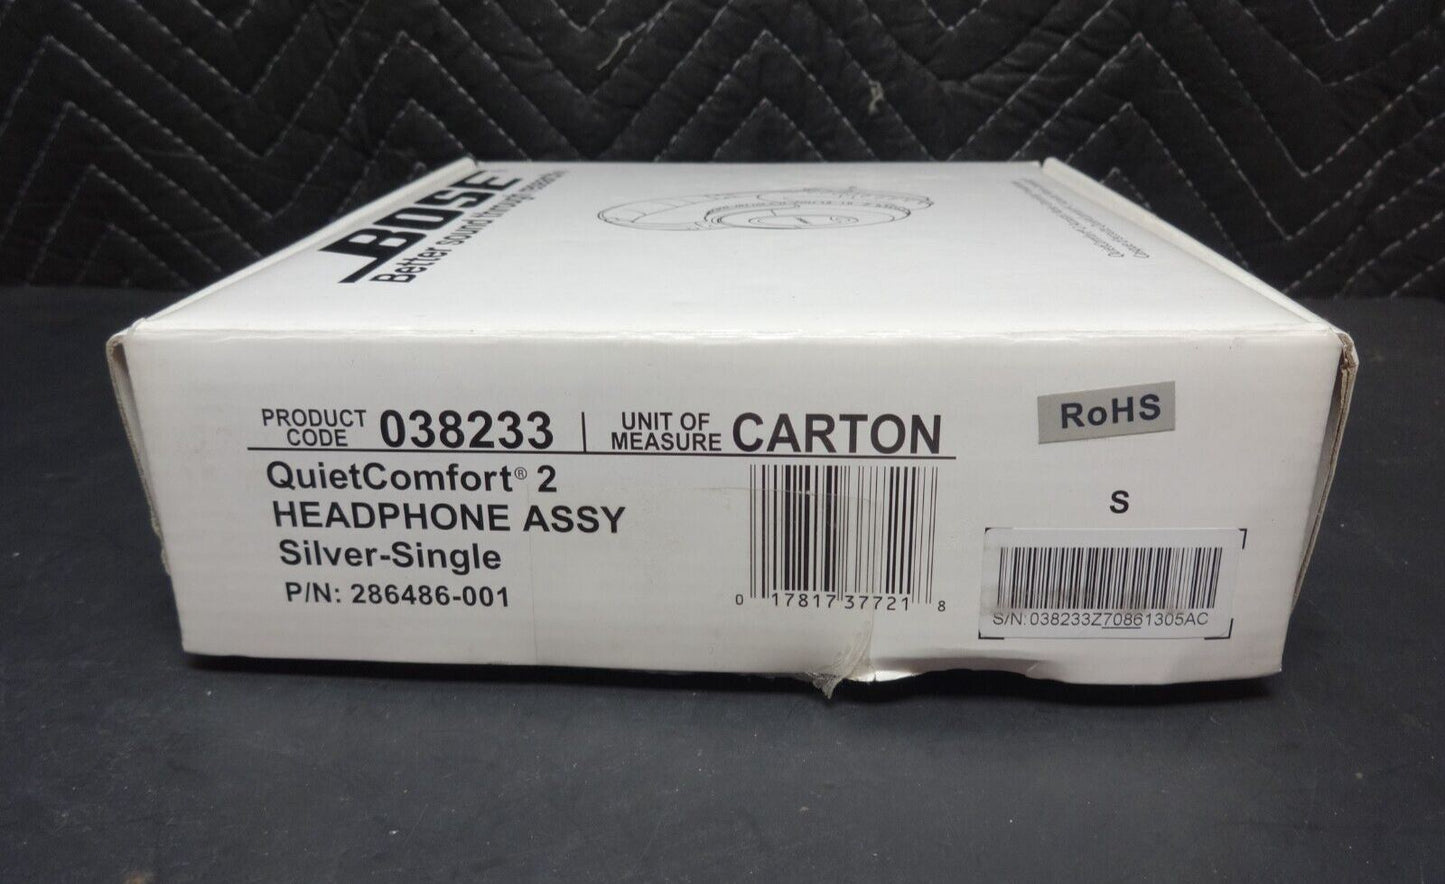 BOSE
Better sound through research
PRODUCT CODE 038233 | UNIT OF MEASURE CARTON
QuietComfort® 2
HEADPHONE ASSY
Silver-Single
P/N: 286486-001
0 17817 37721 8
RoHS
S
S/N: 038233Z70861305AC